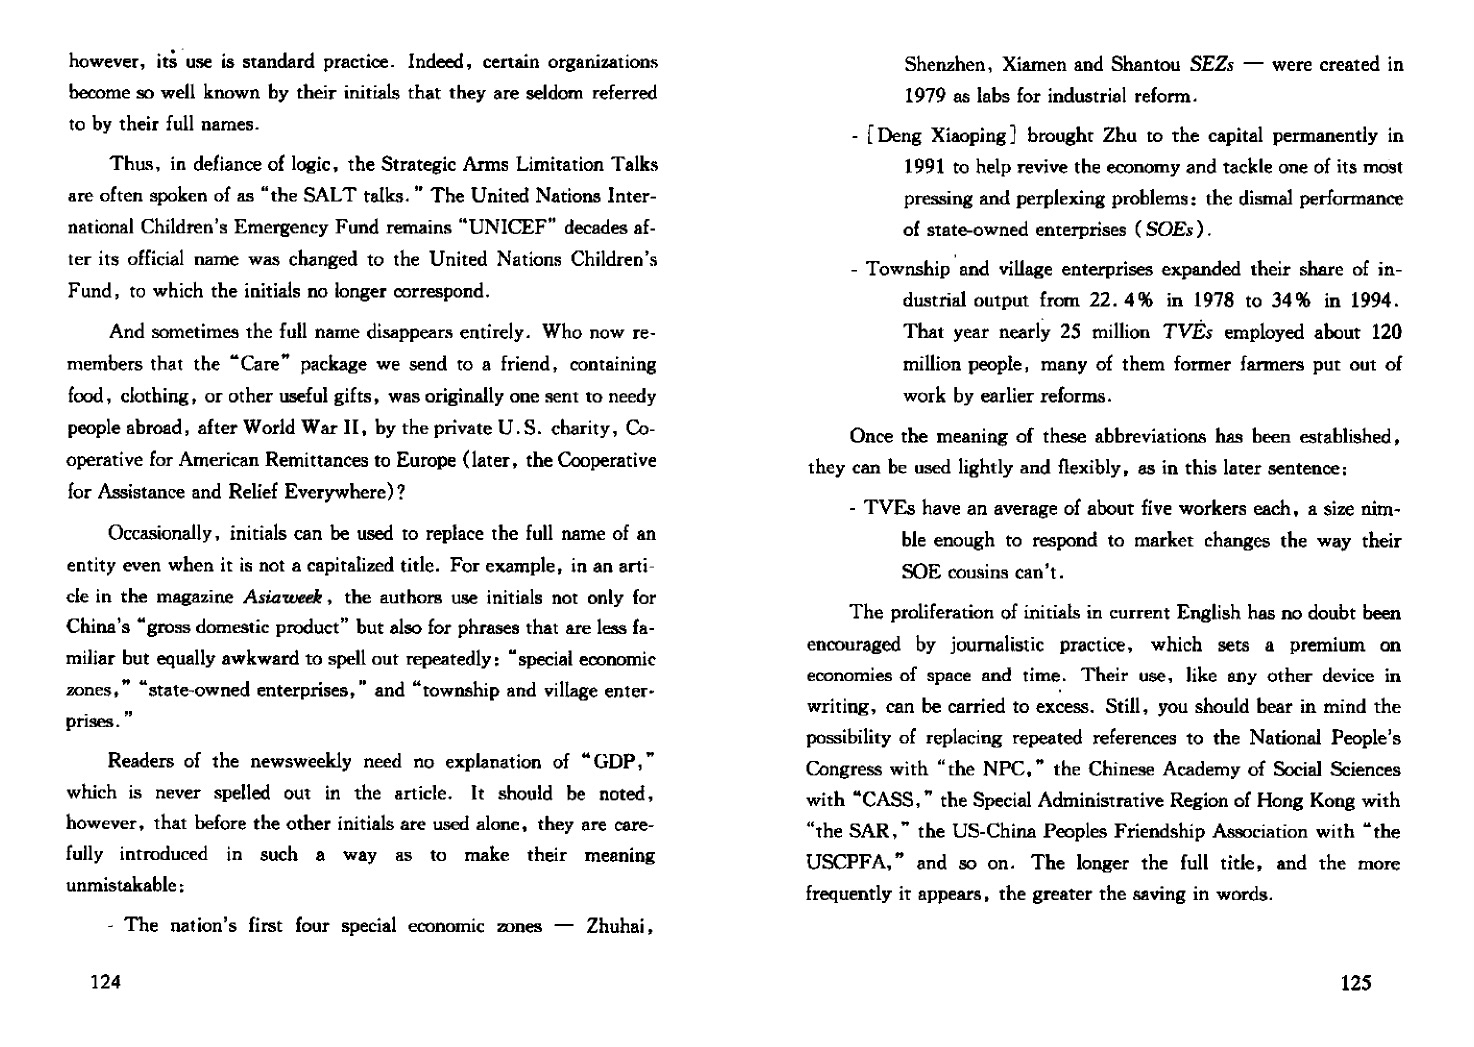 however, its use is standard practice. Indeed, certain organizations
become so well known by their initials that they are seldom referred
to by their full names.
Thus, in defiance of logic, the Strategic Arms Limitation Talks
are often spoken of as “the SALT talks.” The United Nations Inter-
national Children's Emergency Fund remains “UNICEF” decades af-
ter its official name was changed to the United Nations Children's
Fund, to which the initials no longer correspond.
And sometimes the full name disappears entirely. Who now re-
members that the “Care” package we send to a friend, containing
food, clothing, or other useful gifts, was originally one sent to needy
people abroad, after World War II, by the private U.S. charity, Co-
operative for American Remittances to Europe (later, the Cooperative
for Assistance and Relief Everywhere)?
Occasionally, initials can be used to replace the full name of an
entity even when it is not a capitalized title. For example, in an arti-
cle in the magazine Asiaweek, the authors use initials not only for
China's “gross domestic product” but also for phrases that are less fa-
miliar but equally awkward to spell out repeatedly: “special economic
zones,” “state-owned enterprises,” and “township and village enter-
prises.”
Readers of the newsweekly need no explanation of “GDP,”
which is never spelled out in the article. It should be noted,
however, that before the other initials are used alone, they are care-
fully introduced in such a way as to make their meaning
unmistakable:
- The nation's first four special economic zones — Zhuhai,
124
Shenzhen, Xiamen and Shantou SEZs — were created in
1979 as labs for industrial reform.
- [Deng Xiaoping] brought Zhu to the capital permanently in
1991 to help revive the economy and tackle one of its most
pressing and perplexing problems: the dismal performance
of state-owned enterprises (SOEs).
- Township and village enterprises expanded their share of in-
dustrial output from 22.4% in 1978 to 34% in 1994.
That year nearly 25 million TVEs employed about 120
million people, many of them former farmers put out of
work by earlier reforms.
Once the meaning of these abbreviations has been established,
they can be used lightly and flexibly, as in this later sentence:
- TVEs have an average of about five workers each, a size nim-
ble enough to respond to market changes the way their
SOE cousins can't.
The proliferation of initials in current English has no doubt been
encouraged by journalistic practice, which sets a premium on
economies of space and time. Their use, like any other device in
writing, can be carried to excess. Still, you should bear in mind the
possibility of replacing repeated references to the National People's
Congress with “the NPC,” the Chinese Academy of Social Sciences
with “CASS,” the Special Administrative Region of Hong Kong with
“the SAR,” the US-China Peoples Friendship Association with “the
USCPFA,” and so on. The longer the full title, and the more
frequently it appears, the greater the saving in words.
125